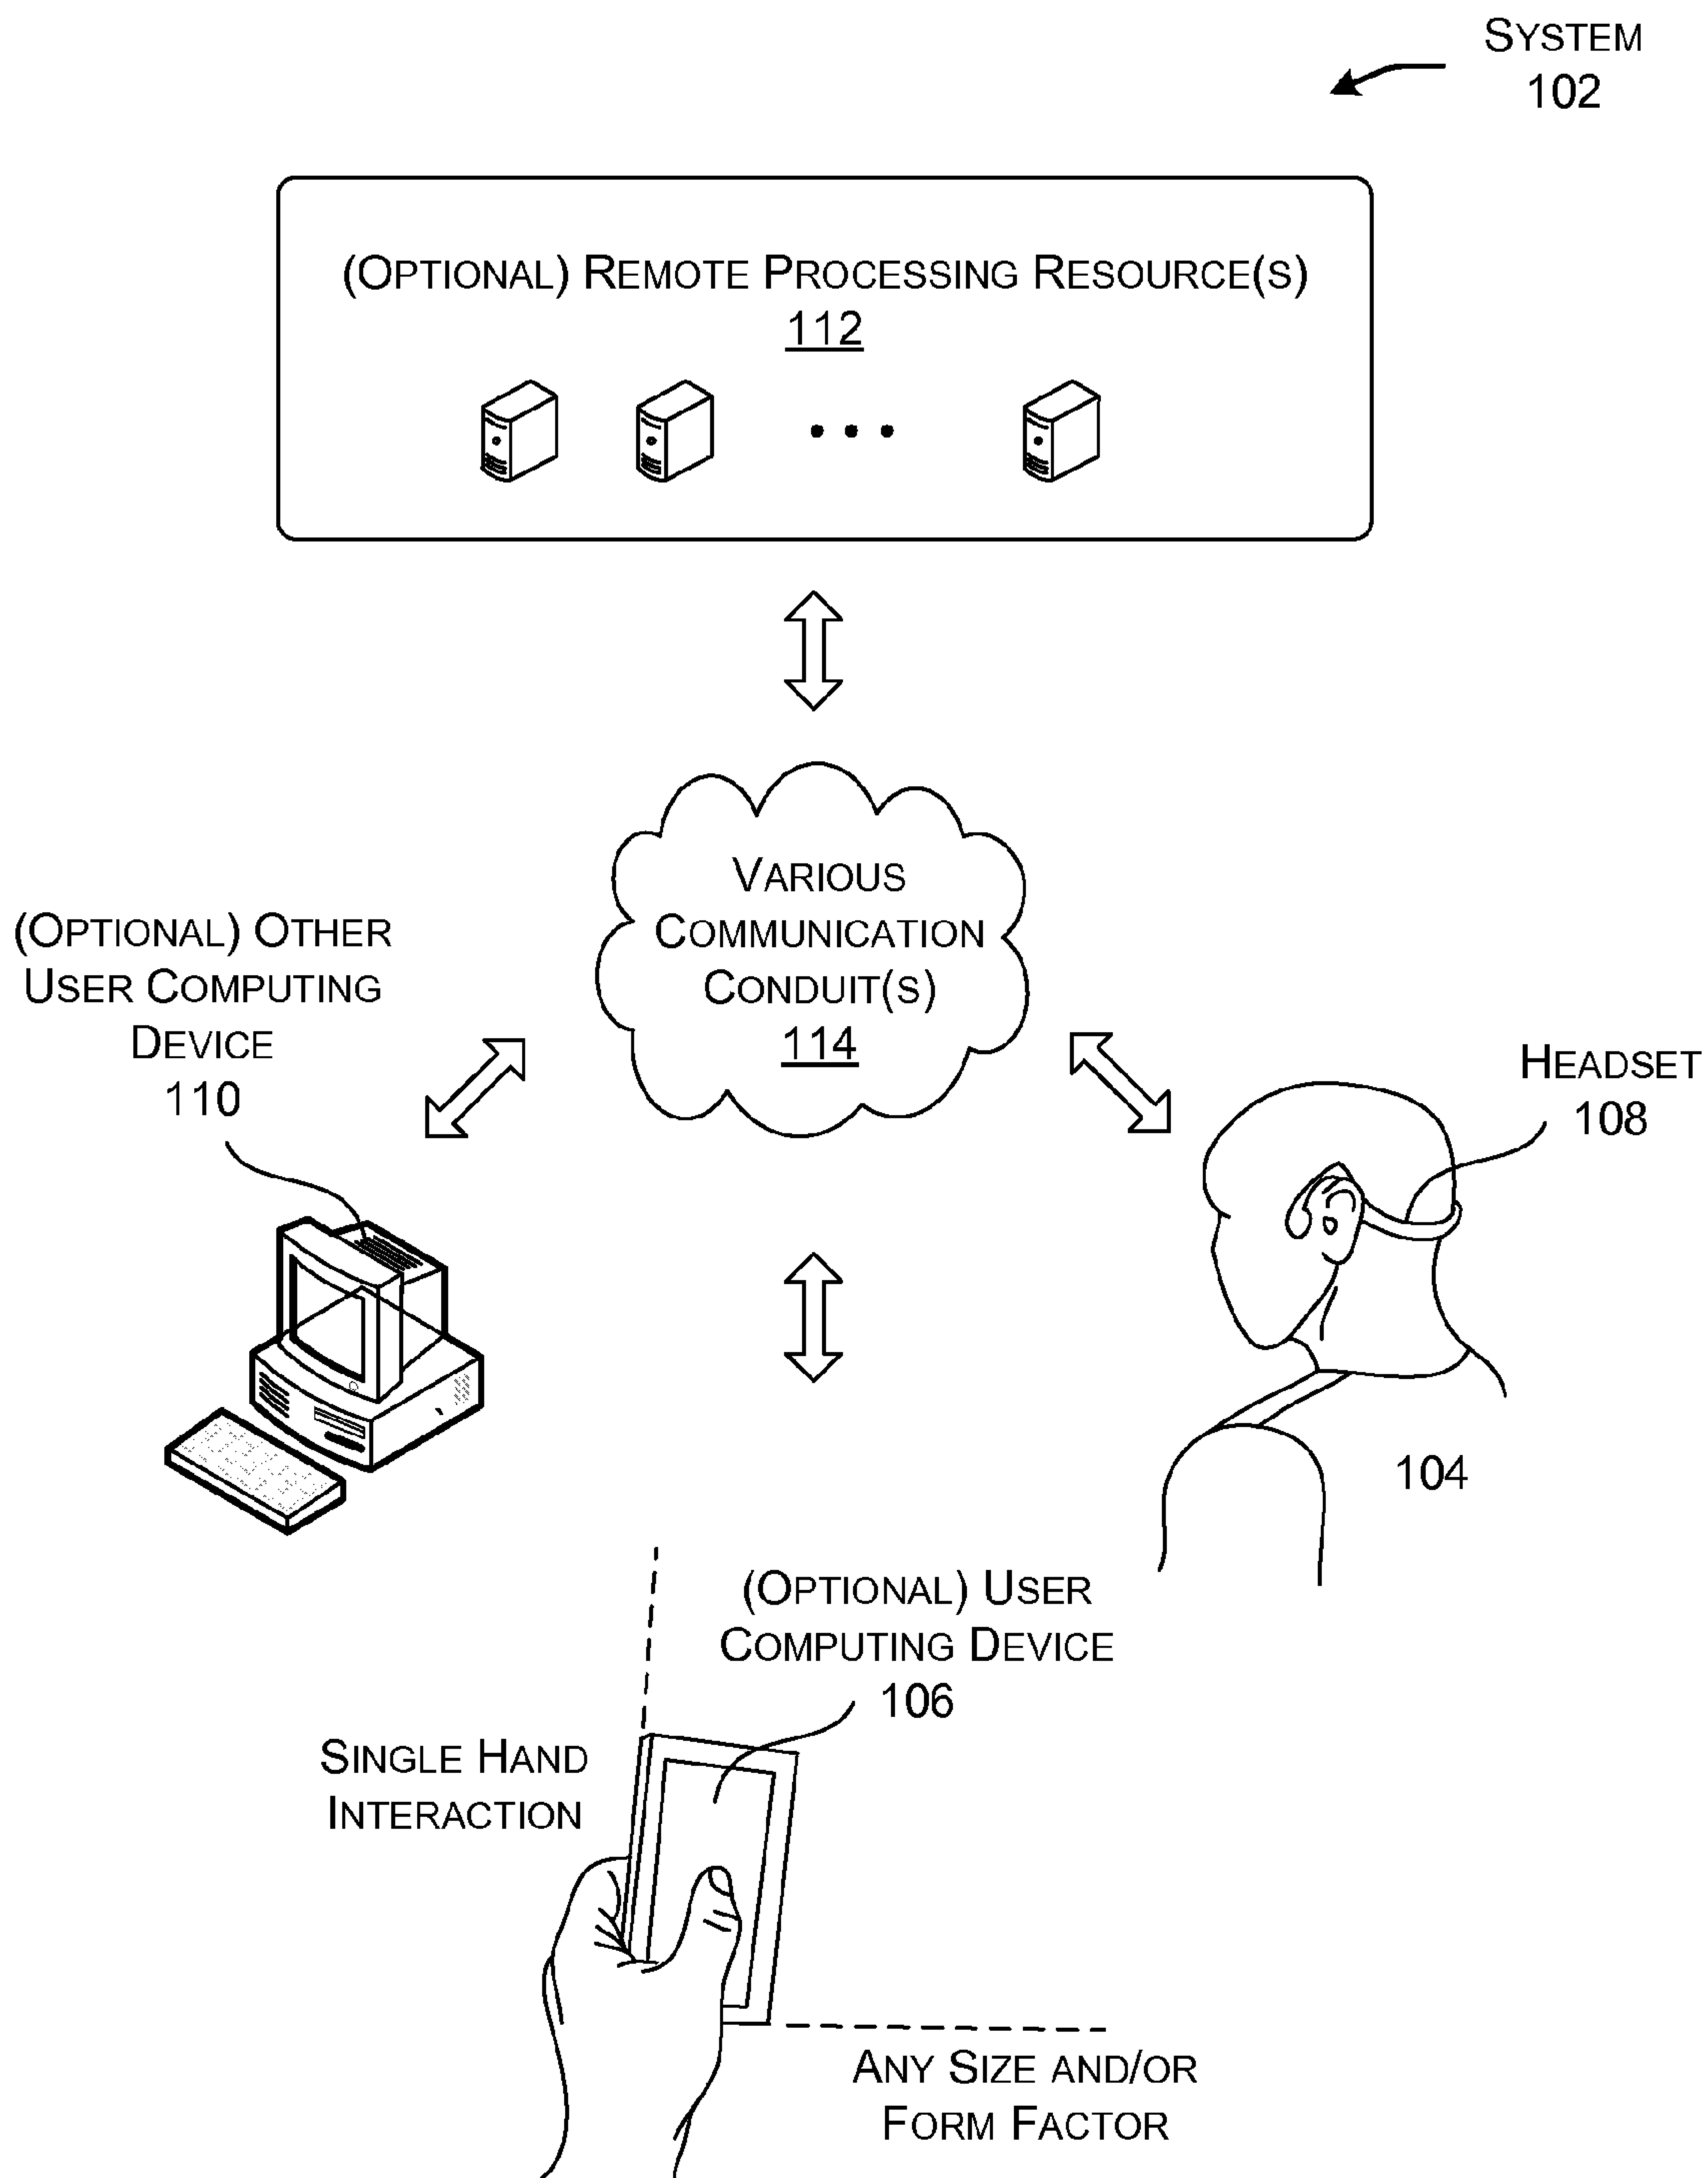 SYSTEM
102
(OPTIONAL) REMOTE PROCESSING RESOURCE(S)
112
VARIOUS
COMMUNICATION
CONDUIT(S)
114
(OPTIONAL) OTHER
USER COMPUTING
DEVICE
110
HEADSET
108
104
(OPTIONAL) USER
COMPUTING DEVICE
106
SINGLE HAND
INTERACTION
ANY SIZE AND/OR
FORM FACTOR